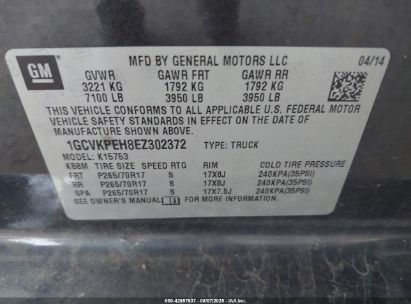 GM
MFD BY GENERAL MOTORS LLC
04/14
GVWR GAWR FRT GAWR RR
3221 KG 1792 KG 1792 KG
7100 LB 3950 LB 3950 LB
THIS VEHICLE CONFORMS TO ALL APPLICABLE U.S. FEDERAL MOTOR
VEHICLE SAFETY, BUMPER, AND THEFT PREVENTION STANDARDS IN
EFFECT ON THE DATE OF MANUFACTURE SHOWN ABOVE.
1GCVKPEH8EZ302372 TYPE: TRUCK
MODEL: K15753
TIRE SIZE SPEED RTG RIM COLD TIRE PRESSURE
FRT P265/70R17 S 17X8J 240KPA(35PSI)
RR P265/70R17 S 17X8J 240KPA(35PSI)
SPA P265/70R17 S 17X7.5J 240KPA(35PSI)
SEE OWNER'S MANUAL FOR MORE INFORMATION.